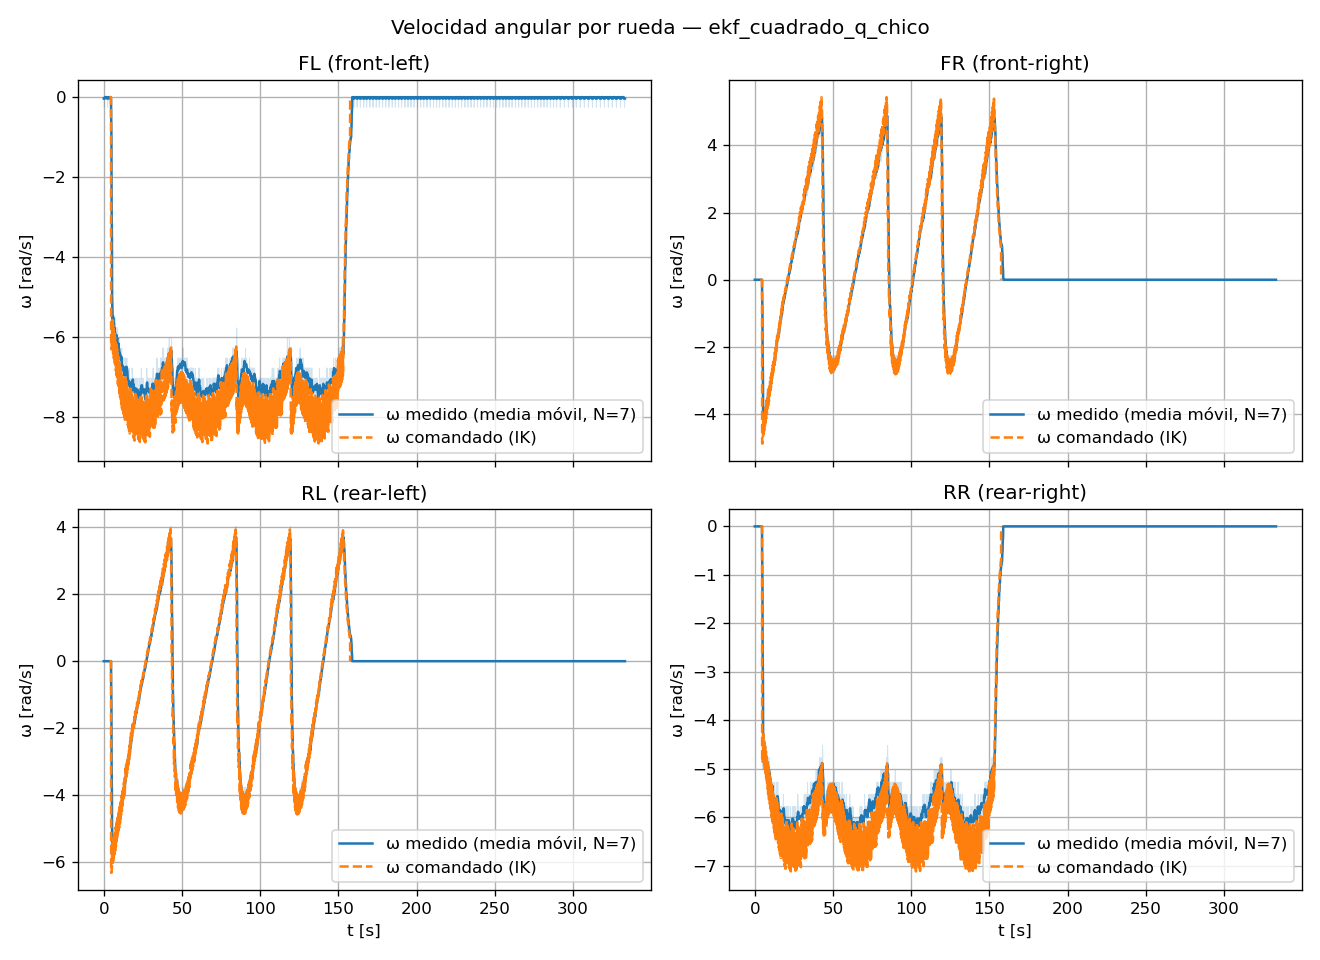 Velocidad angular por rueda — ekf_cuadrado_q_chico
FL (front-left)
0
−2
−4
−6
−8
ω [rad/s]
ω medido (media móvil, N=7)
ω comandado (IK)
FR (front-right)
4
2
0
−2
−4
ω [rad/s]
ω medido (media móvil, N=7)
ω comandado (IK)
RL (rear-left)
4
2
0
−2
−4
−6
ω [rad/s]
ω medido (media móvil, N=7)
ω comandado (IK)
0 50 100 150 200 250 300
t [s]
RR (rear-right)
0
−1
−2
−3
−4
−5
−6
−7
ω [rad/s]
ω medido (media móvil, N=7)
ω comandado (IK)
0 50 100 150 200 250 300
t [s]